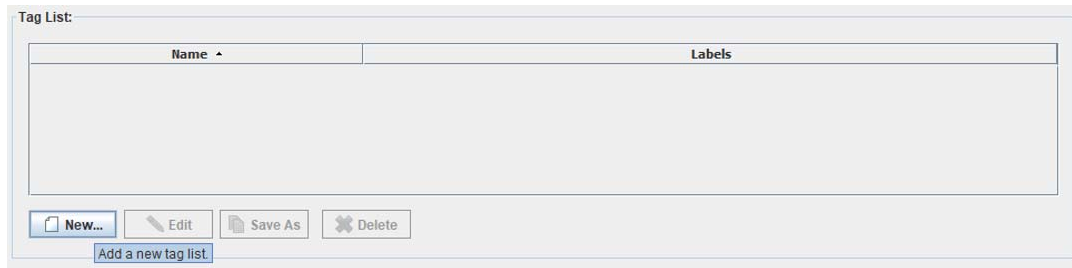 Tag List:
Name Labels
New... Edit Save As Delete
Add a new tag list.